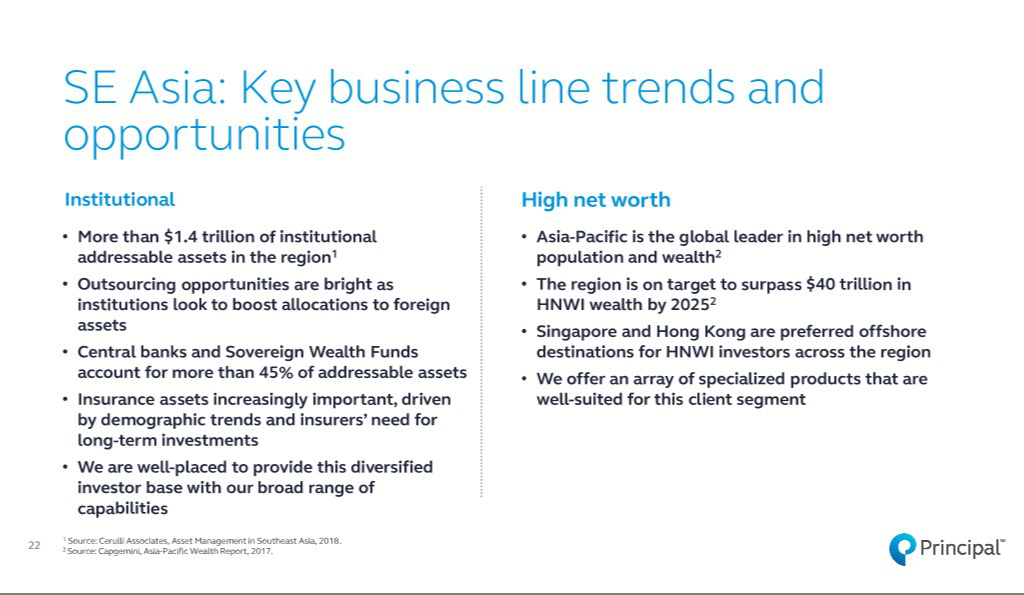 SE Asia: Key business line trends and
opportunities
Institutional
• More than $1.4 trillion of institutional
addressable assets in the region¹
• Outsourcing opportunities are bright as
institutions look to boost allocations to foreign
assets
• Central banks and Sovereign Wealth Funds
account for more than 45% of addressable assets
• Insurance assets increasingly important, driven
by demographic trends and insurers’ need for
long-term investments
• We are well-placed to provide this diversified
investor base with our broad range of
capabilities
High net worth
• Asia-Pacific is the global leader in high net worth
population and wealth²
• The region is on target to surpass $40 trillion in
HNWI wealth by 2025²
• Singapore and Hong Kong are preferred offshore
destinations for HNWI investors across the region
• We offer an array of specialized products that are
well-suited for this client segment
22
¹ Source: Cerulli Associates, Asset Management in Southeast Asia, 2018.
² Source: Capgemini, Asia-Pacific Wealth Report, 2017.
Principal℠